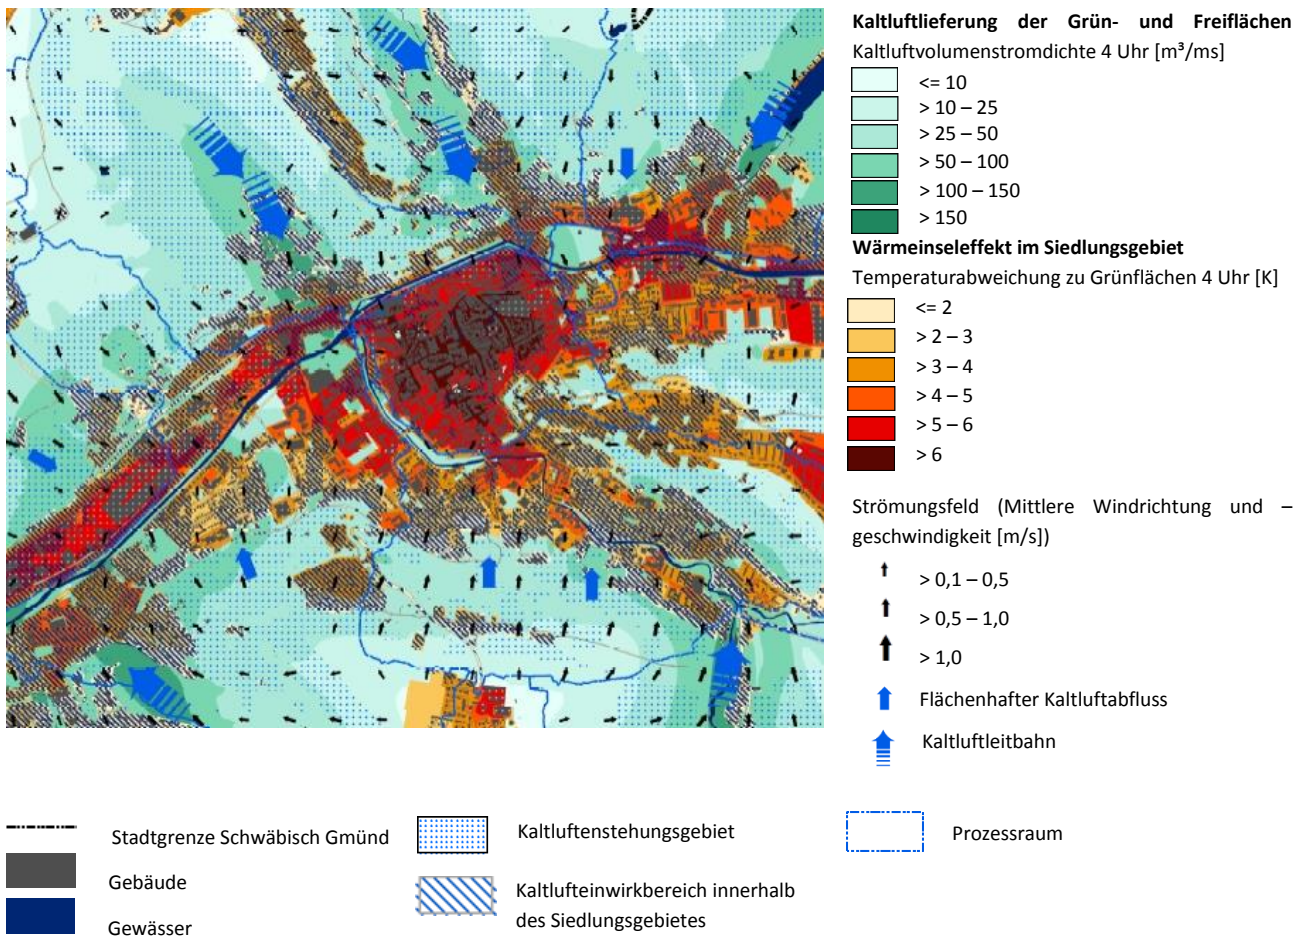 Kaltluftlieferung der Grün- und Freiflächen
Kaltluftvolumenstromdichte 4 Uhr [m³/ms]
<= 10
> 10 – 25
> 25 – 50
> 50 – 100
> 100 – 150
> 150
Wärmeinseleffekt im Siedlungsgebiet
Temperaturabweichung zu Grünflächen 4 Uhr [K]
<= 2
> 2 – 3
> 3 – 4
> 4 – 5
> 5 – 6
> 6
Strömungsfeld (Mittlere Windrichtung und –
geschwindigkeit [m/s])
> 0,1 – 0,5
> 0,5 – 1,0
> 1,0
Flächenhafter Kaltluftabfluss
Kaltluftleitbahn
Stadtgrenze Schwäbisch Gmünd
Gebäude
Gewässer
Kaltluftenstehungsgebiet
Kaltlufteinwirkbereich innerhalb
des Siedlungsgebietes
Prozessraum